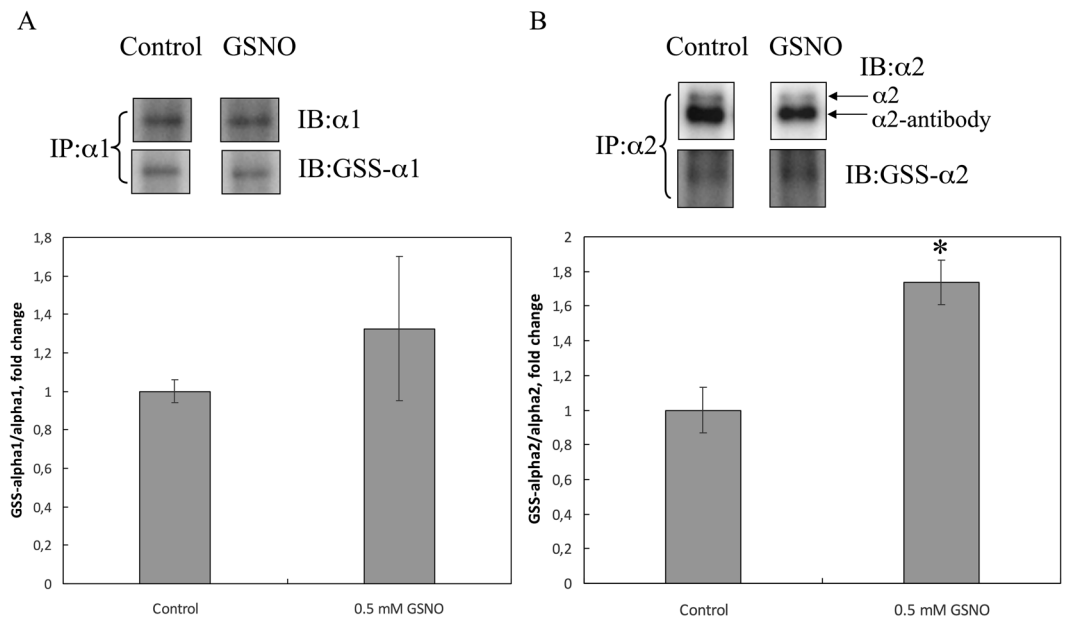 A
Control GSNO
IP:α1
IB:α1
IB:GSS-α1
GSS-alpha1/alpha1, fold change
1,8
1,6
1,4
1,2
1
0,8
0,6
0,4
0,2
0
Control
0.5 mM GSNO
B
Control GSNO
IB:α2
α2
α2-antibody
IP:α2
IB:GSS-α2
GSS-alpha2/alpha2, fold change
2
1,8
1,6
1,4
1,2
1
0,8
0,6
0,4
0,2
0
*
Control
0.5 mM GSNO